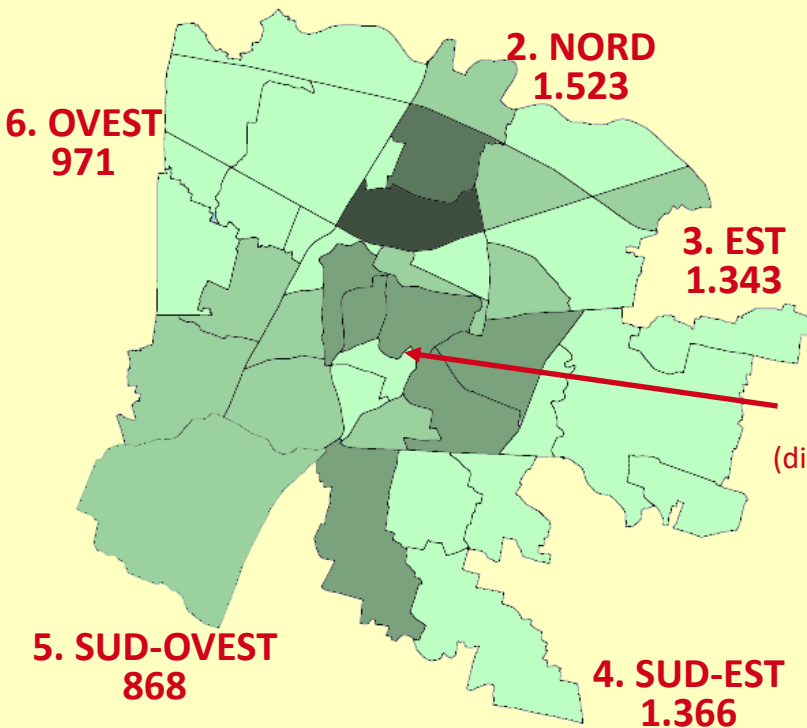 2. NORD
1.523
6. OVEST
971
3. EST
1.343
(di
5. SUD-OVEST
868
4. SUD-EST
1.366